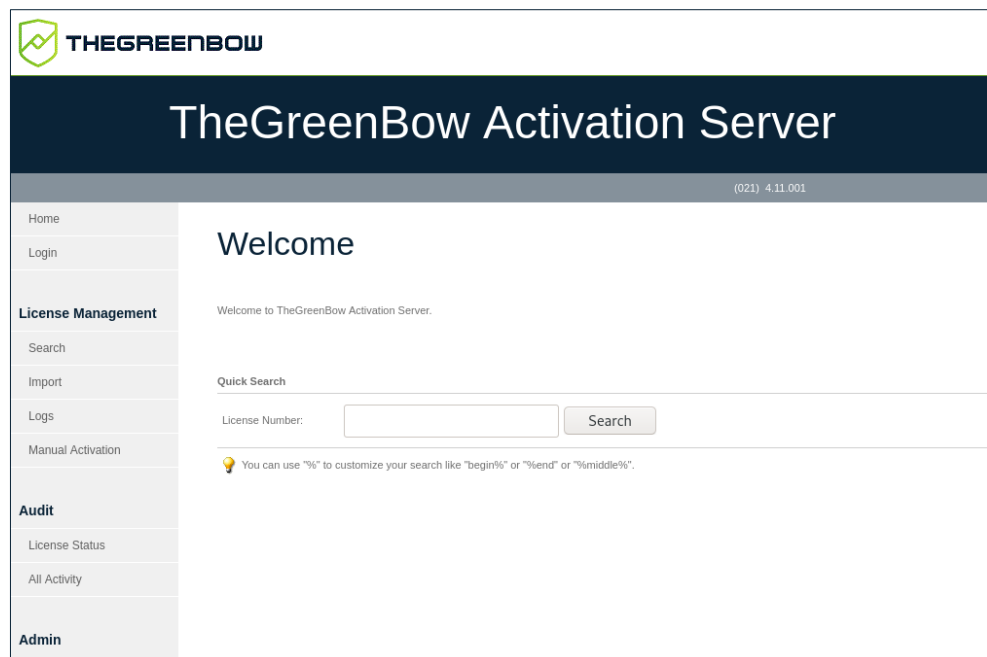 THEGREENBOW
TheGreenBow Activation Server
(021) 4.11.001
Home
Login
License Management
Search
Import
Logs
Manual Activation
Audit
License Status
All Activity
Admin
Welcome
Welcome to TheGreenBow Activation Server.
Quick Search
License Number:
Search
You can use "%" to customize your search like "begin%" or "%end" or "%middle%".